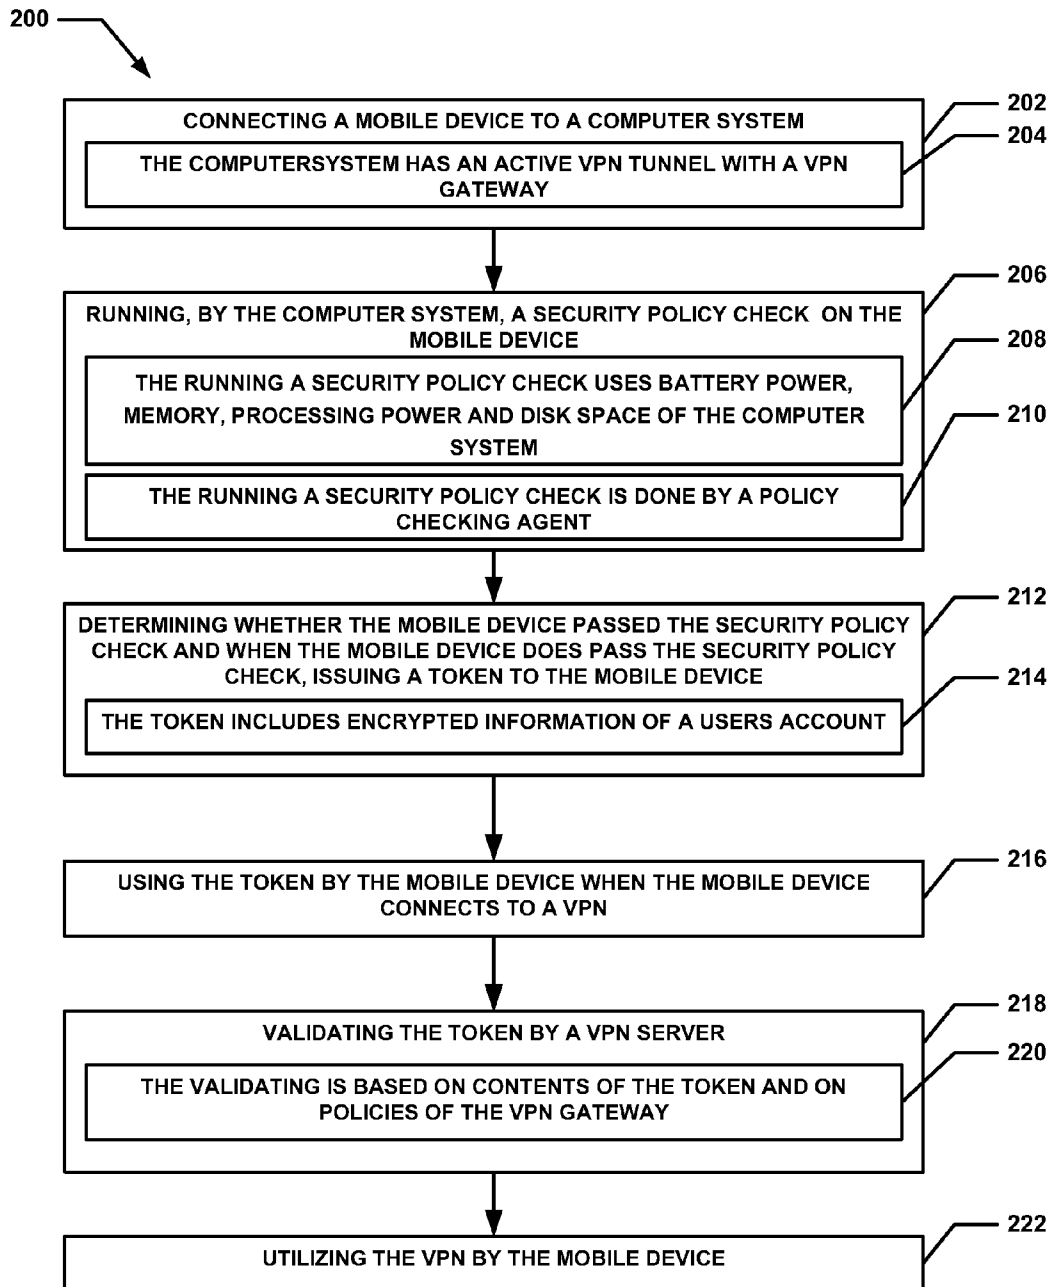 200
CONNECTING A MOBILE DEVICE TO A COMPUTER SYSTEM
202
THE COMPUTERSYSTEM HAS AN ACTIVE VPN TUNNEL WITH A VPN
GATEWAY
204
RUNNING, BY THE COMPUTER SYSTEM, A SECURITY POLICY CHECK ON THE
MOBILE DEVICE
206
THE RUNNING A SECURITY POLICY CHECK USES BATTERY POWER,
MEMORY, PROCESSING POWER AND DISK SPACE OF THE COMPUTER
SYSTEM
208
THE RUNNING A SECURITY POLICY CHECK IS DONE BY A POLICY
CHECKING AGENT
210
DETERMINING WHETHER THE MOBILE DEVICE PASSED THE SECURITY POLICY
CHECK AND WHEN THE MOBILE DEVICE DOES PASS THE SECURITY POLICY
CHECK, ISSUING A TOKEN TO THE MOBILE DEVICE
212
THE TOKEN INCLUDES ENCRYPTED INFORMATION OF A USERS ACCOUNT
214
USING THE TOKEN BY THE MOBILE DEVICE WHEN THE MOBILE DEVICE
CONNECTS TO A VPN
216
VALIDATING THE TOKEN BY A VPN SERVER
218
THE VALIDATING IS BASED ON CONTENTS OF THE TOKEN AND ON
POLICIES OF THE VPN GATEWAY
220
UTILIZING THE VPN BY THE MOBILE DEVICE
222